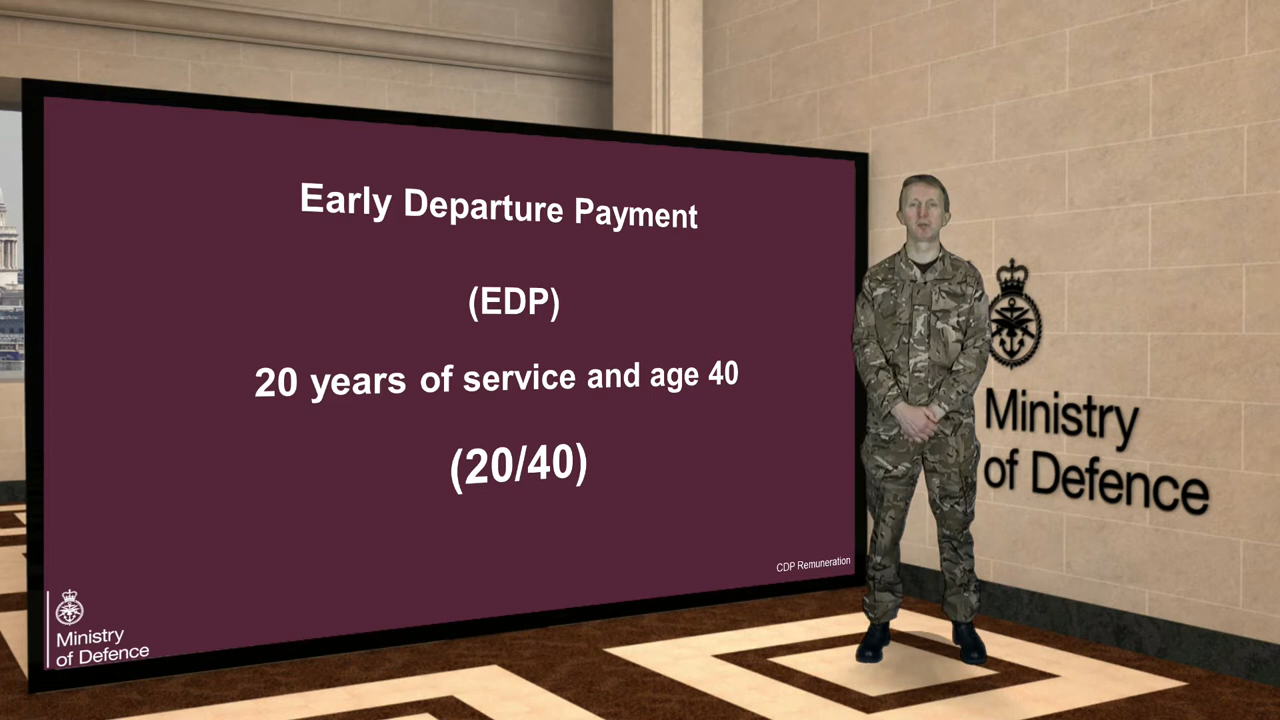 Early Departure Payment
(EDP)
20 years of service and age 40
(20/40)
CDP Remuneration
Ministry
of Defence
Ministry
of Defence